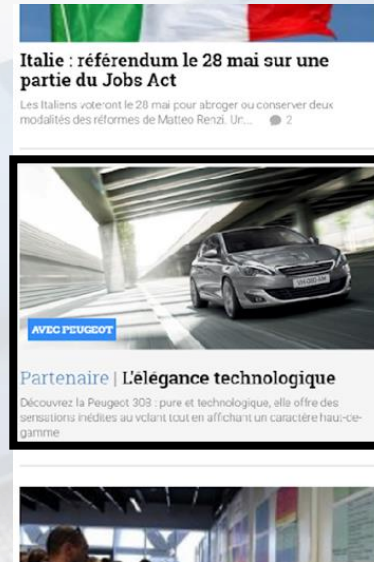 Italie : référendum le 28 mai sur une
partie du Jobs Act
Les Italiens voteront le 28 mai pour abroger ou conserver deux
modalités des réformes de Matteo Renzi. Un... 2
AVEC PEUGEOT
Partenaire | L'élégance technologique
Découvrez la Peugeot 308 : pure et technologique, elle offre des
sensations inédites au volant tout en affichant un caractère haut-de-
gamme